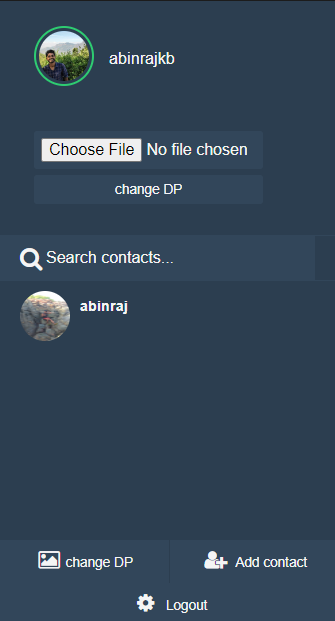 abinrajkb
Choose File No file chosen
change DP
Search contacts...
abinraj
change DP Add contact
Logout